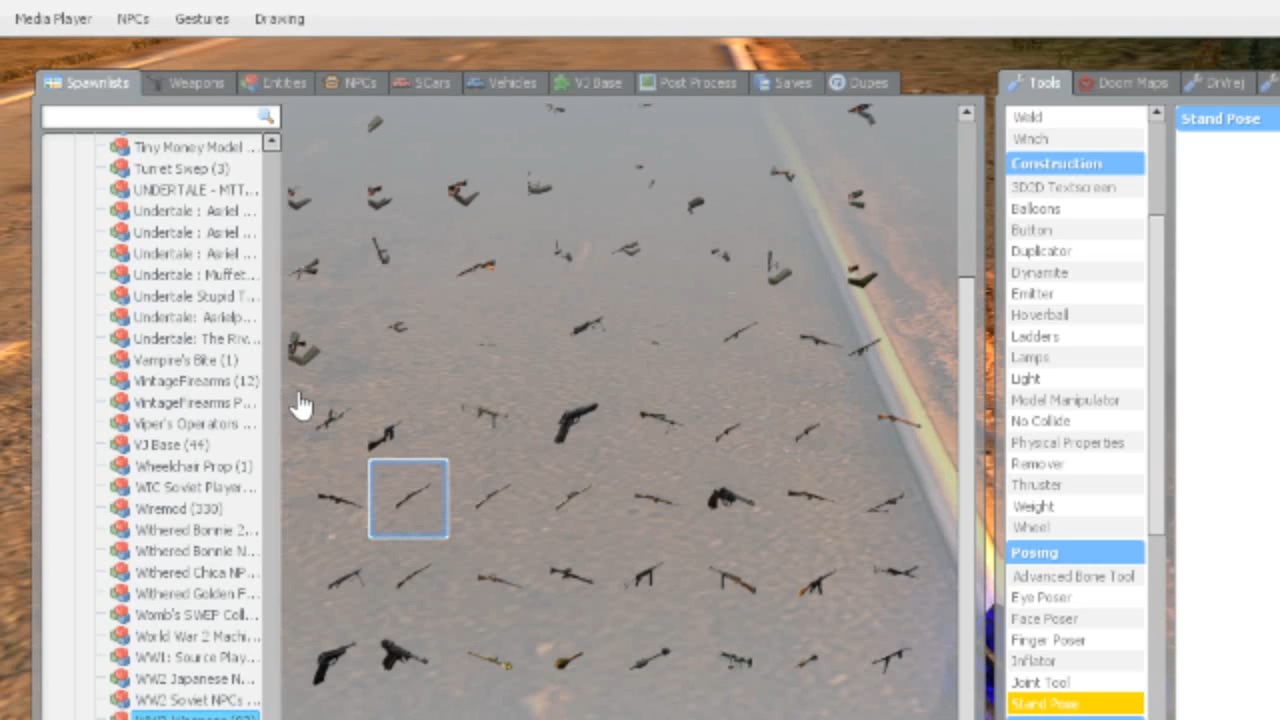 Media Player NPCs Gestures Drawing
Spawnlists Weapons Entities NPCs SCars Vehicles VJ Base Post Process Saves Dupes
Tools Doom Maps DrVrej
Tiny Money Model ...
Turret Swep (3)
UNDERTALE - MTT...
Undertale : Asriel ...
Undertale : Asriel ...
Undertale : Asriel ...
Undertale : Muffet...
Undertale Stupid T...
Undertale: Asrielp...
Undertale: The Riv...
Vampire's Bite (1)
VintageFirearms (12)
VintageFirearms P...
Viper's Operators ...
VJ Base (44)
Wheelchair Prop (1)
WIC Soviet Player...
Wiremod (330)
Withered Bonnie 2...
Withered Bonnie N...
Withered Chica NP...
Withered Golden F...
Womb's SWEP Coll...
World War 2 Machi...
WW1: Source Play...
WW2 Japanese N...
WW2 Soviet NPCs ...
Weld
Winch
Construction
3D2D Textscreen
Balloons
Button
Duplicator
Dynamite
Emitter
Hoverball
Ladders
Lamps
Light
Model Manipulator
No Collide
Physical Properties
Remover
Thruster
Weight
Wheel
Posing
Advanced Bone Tool
Eye Poser
Face Poser
Finger Poser
Inflator
Joint Tool
Stand Pose
Stand Pose